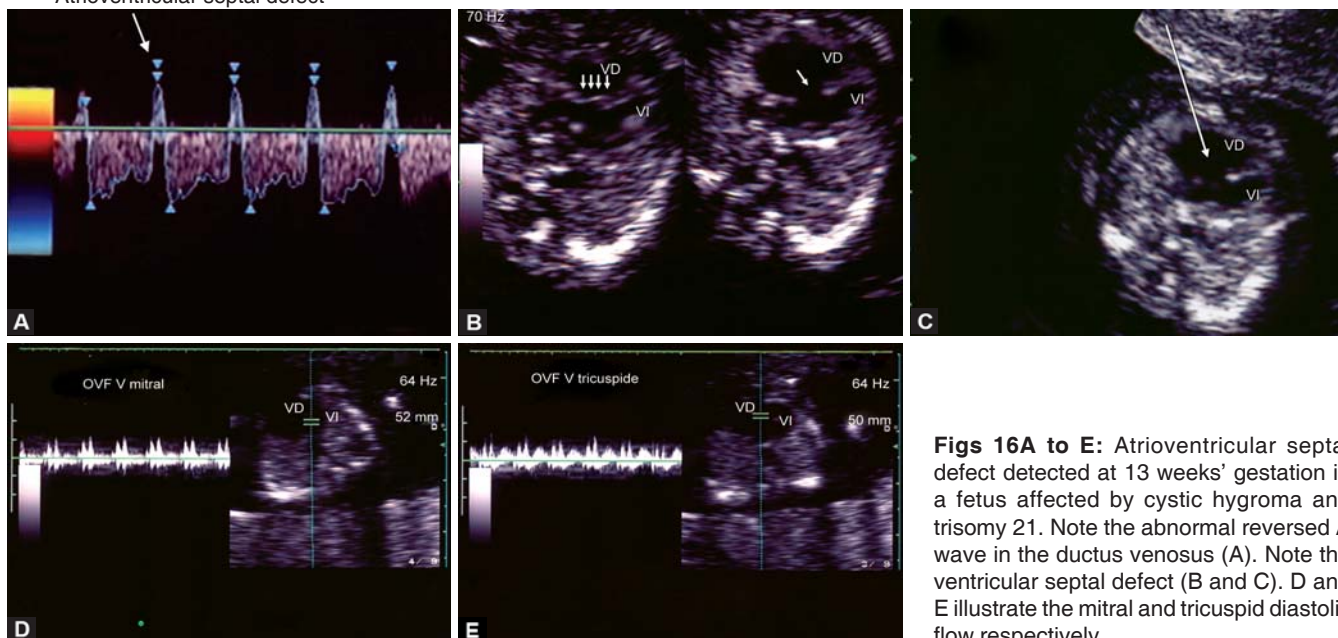 Atrioventricular septal defect
70 Hz
VD
VI
VD
VI
VD
VI
A
B
C
OVF V mitral
VD
VI
64 Hz
52 mm
D
OVF V tricuspide
VD
VI
64 Hz
50 mm
E
Figs 16A to E: Atrioventricular septa
defect detected at 13 weeks' gestation i
a fetus affected by cystic hygroma an
trisomy 21. Note the abnormal reversed
wave in the ductus venosus (A). Note th
ventricular septal defect (B and C). D an
E illustrate the mitral and tricuspid diastoli
flow respectively